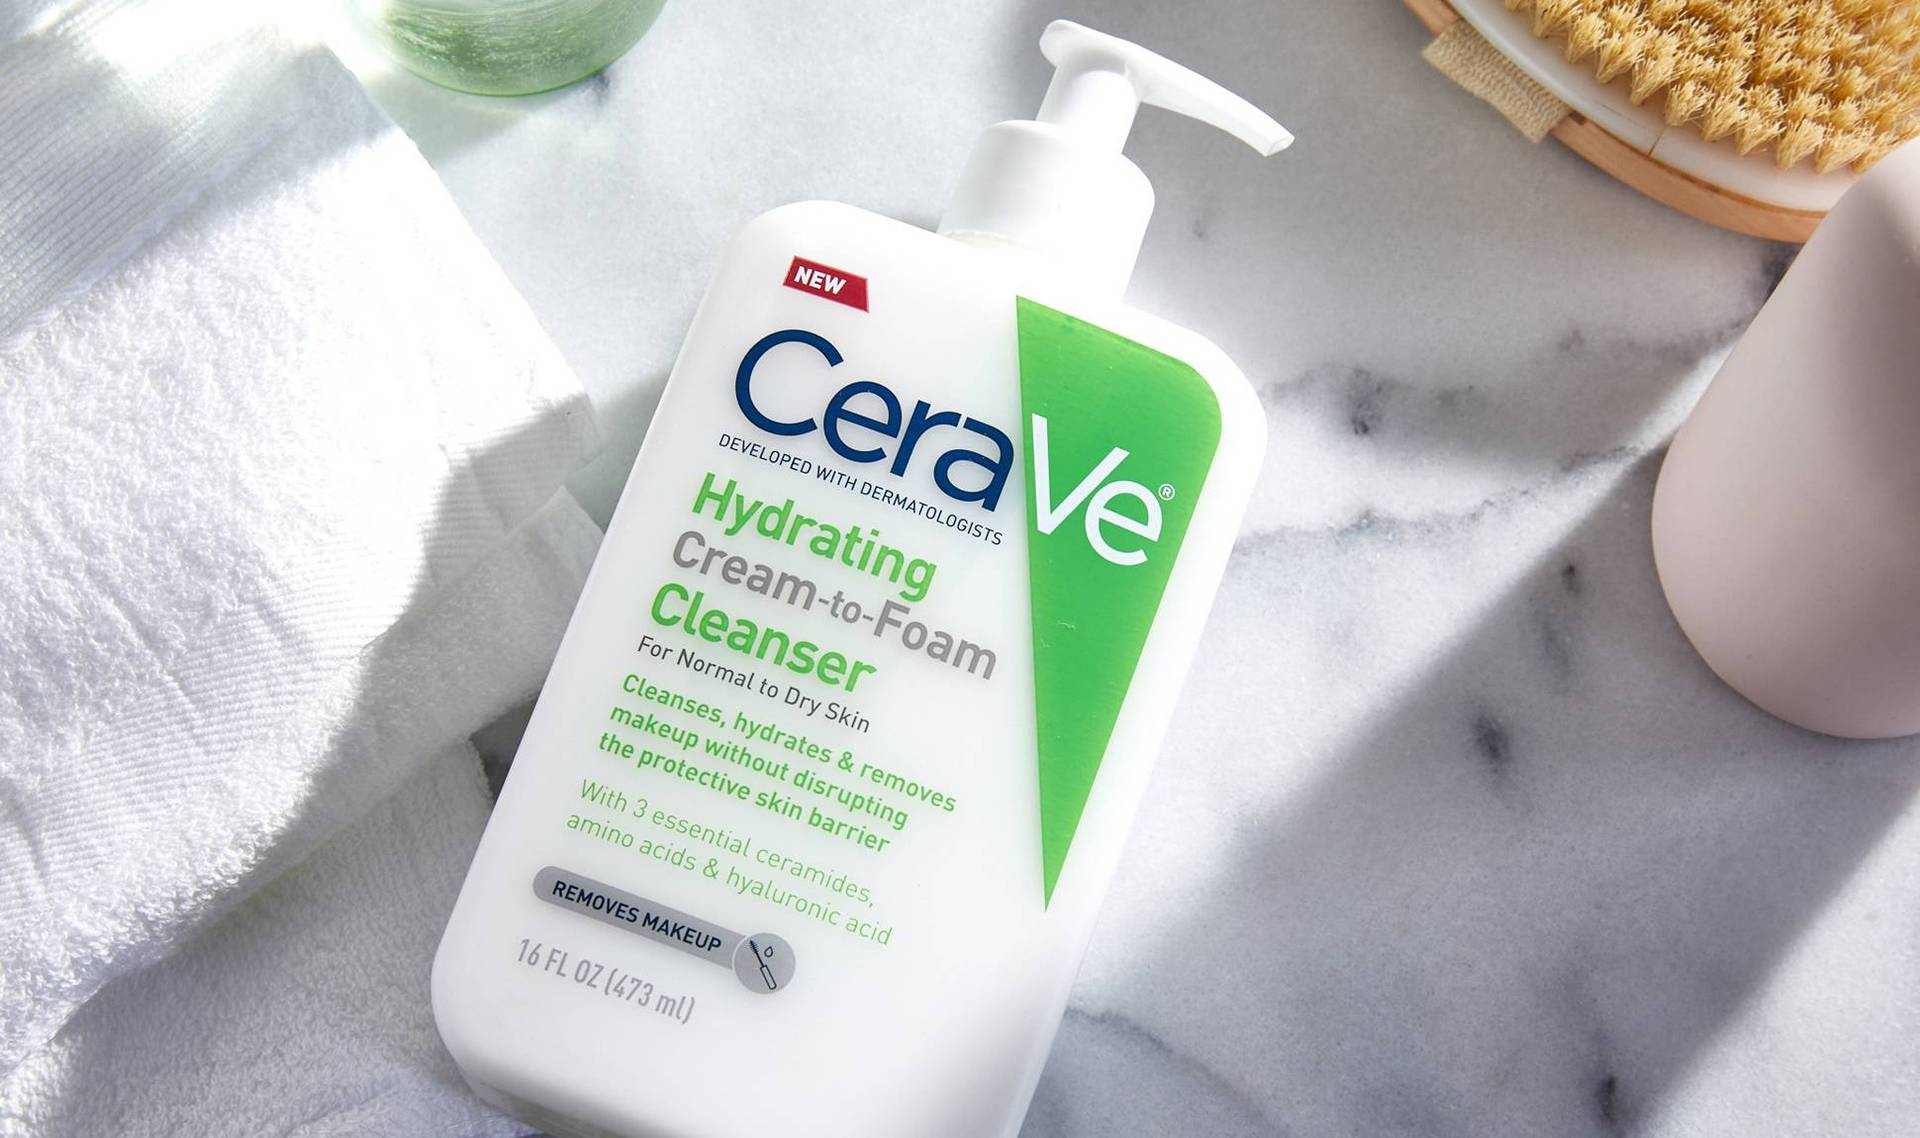 NEW
CeraVe®
DEVELOPED WITH DERMATOLOGISTS
Hydrating
Cream-to-Foam
Cleanser
For Normal to Dry Skin
Cleanses, hydrates & removes
makeup without disrupting
the protective skin barrier
With 3 essential ceramides,
amino acids & hyaluronic acid
REMOVES MAKEUP
16 FL OZ (473 ml)